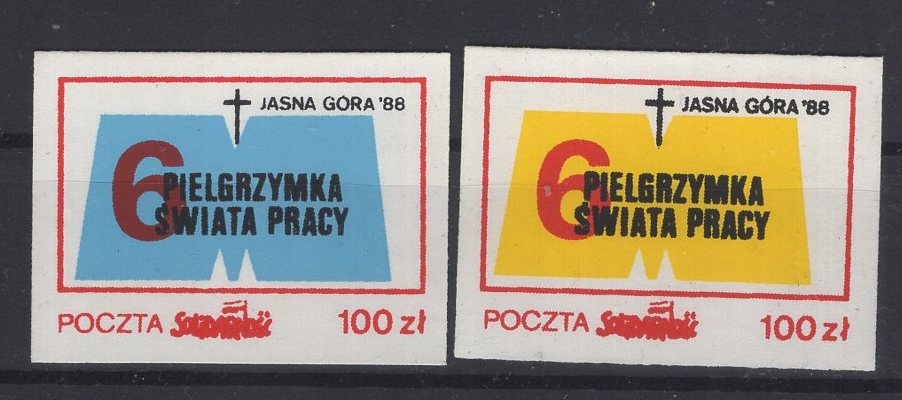 JASNA GÓRA '88
6 PIELGRZYMKA
ŚWIATA PRACY
POCZTA Solidarność 100 zł
JASNA GÓRA '88
6 PIELGRZYMKA
ŚWIATA PRACY
POCZTA Solidarność 100 zł